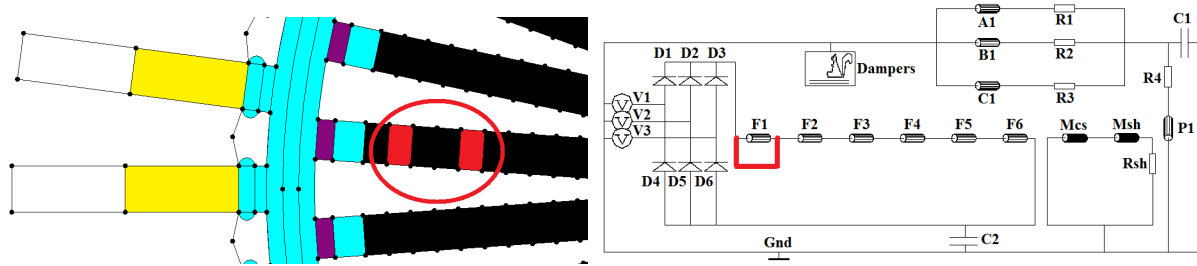 A1 R1 C1
D1 D2 D3 B1 R2
Dampers R4
V1 C1 R3
V2 F1 F2 F3 F4 F5 F6 Mcs Msh P1
V3
Rsh
D4 D5 D6
Gnd C2